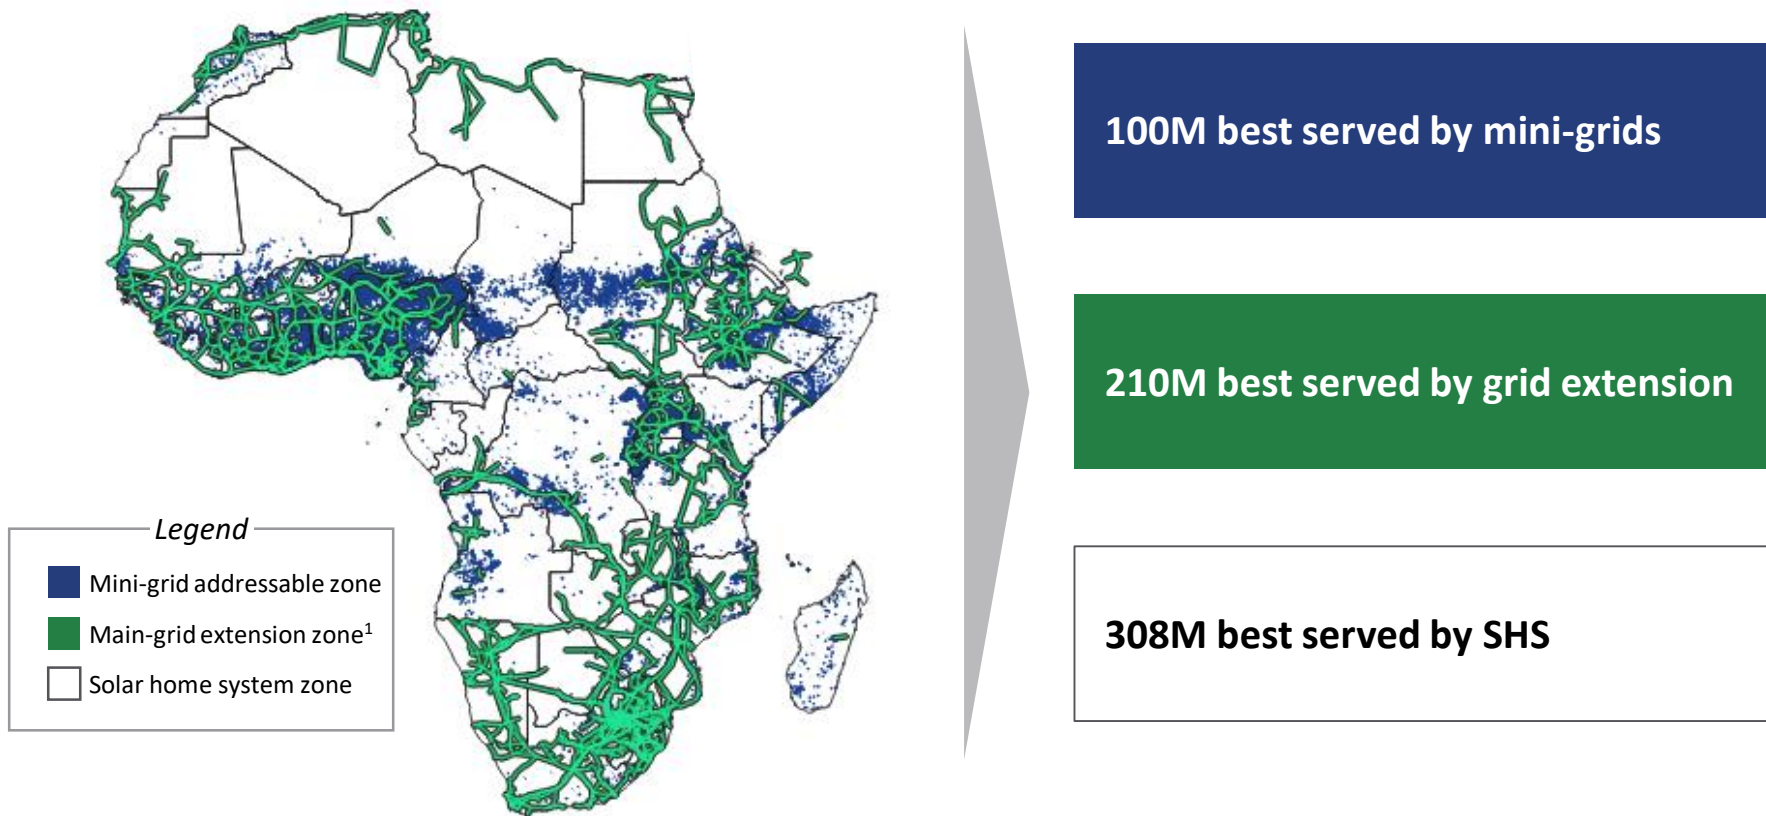 100M best served by mini-grids
210M best served by grid extension
308M best served by SHS
Legend
Mini-grid addressable zone
Main-grid extension zone¹
Solar home system zone